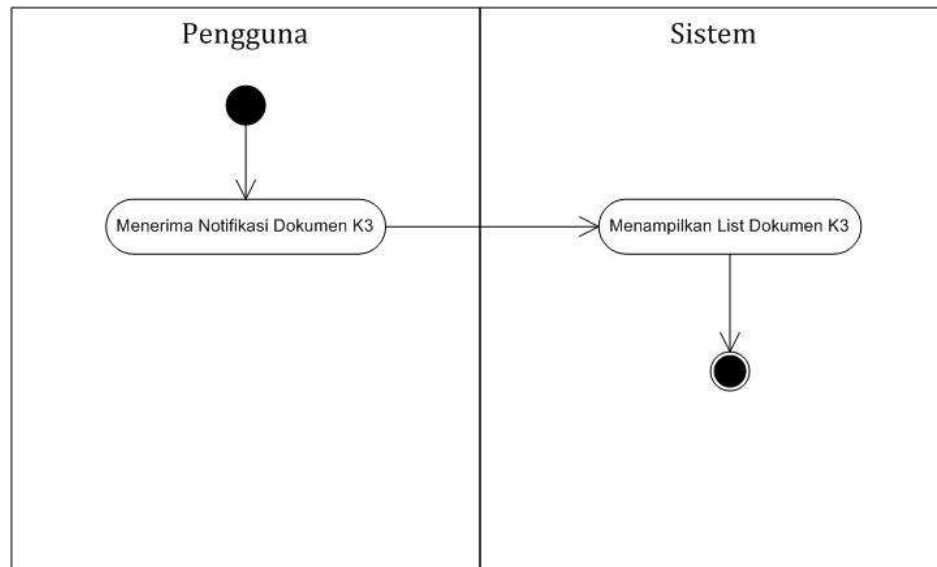 Pengguna
Sistem
Menerima Notifikasi Dokumen K3
Menampilkan List Dokumen K3